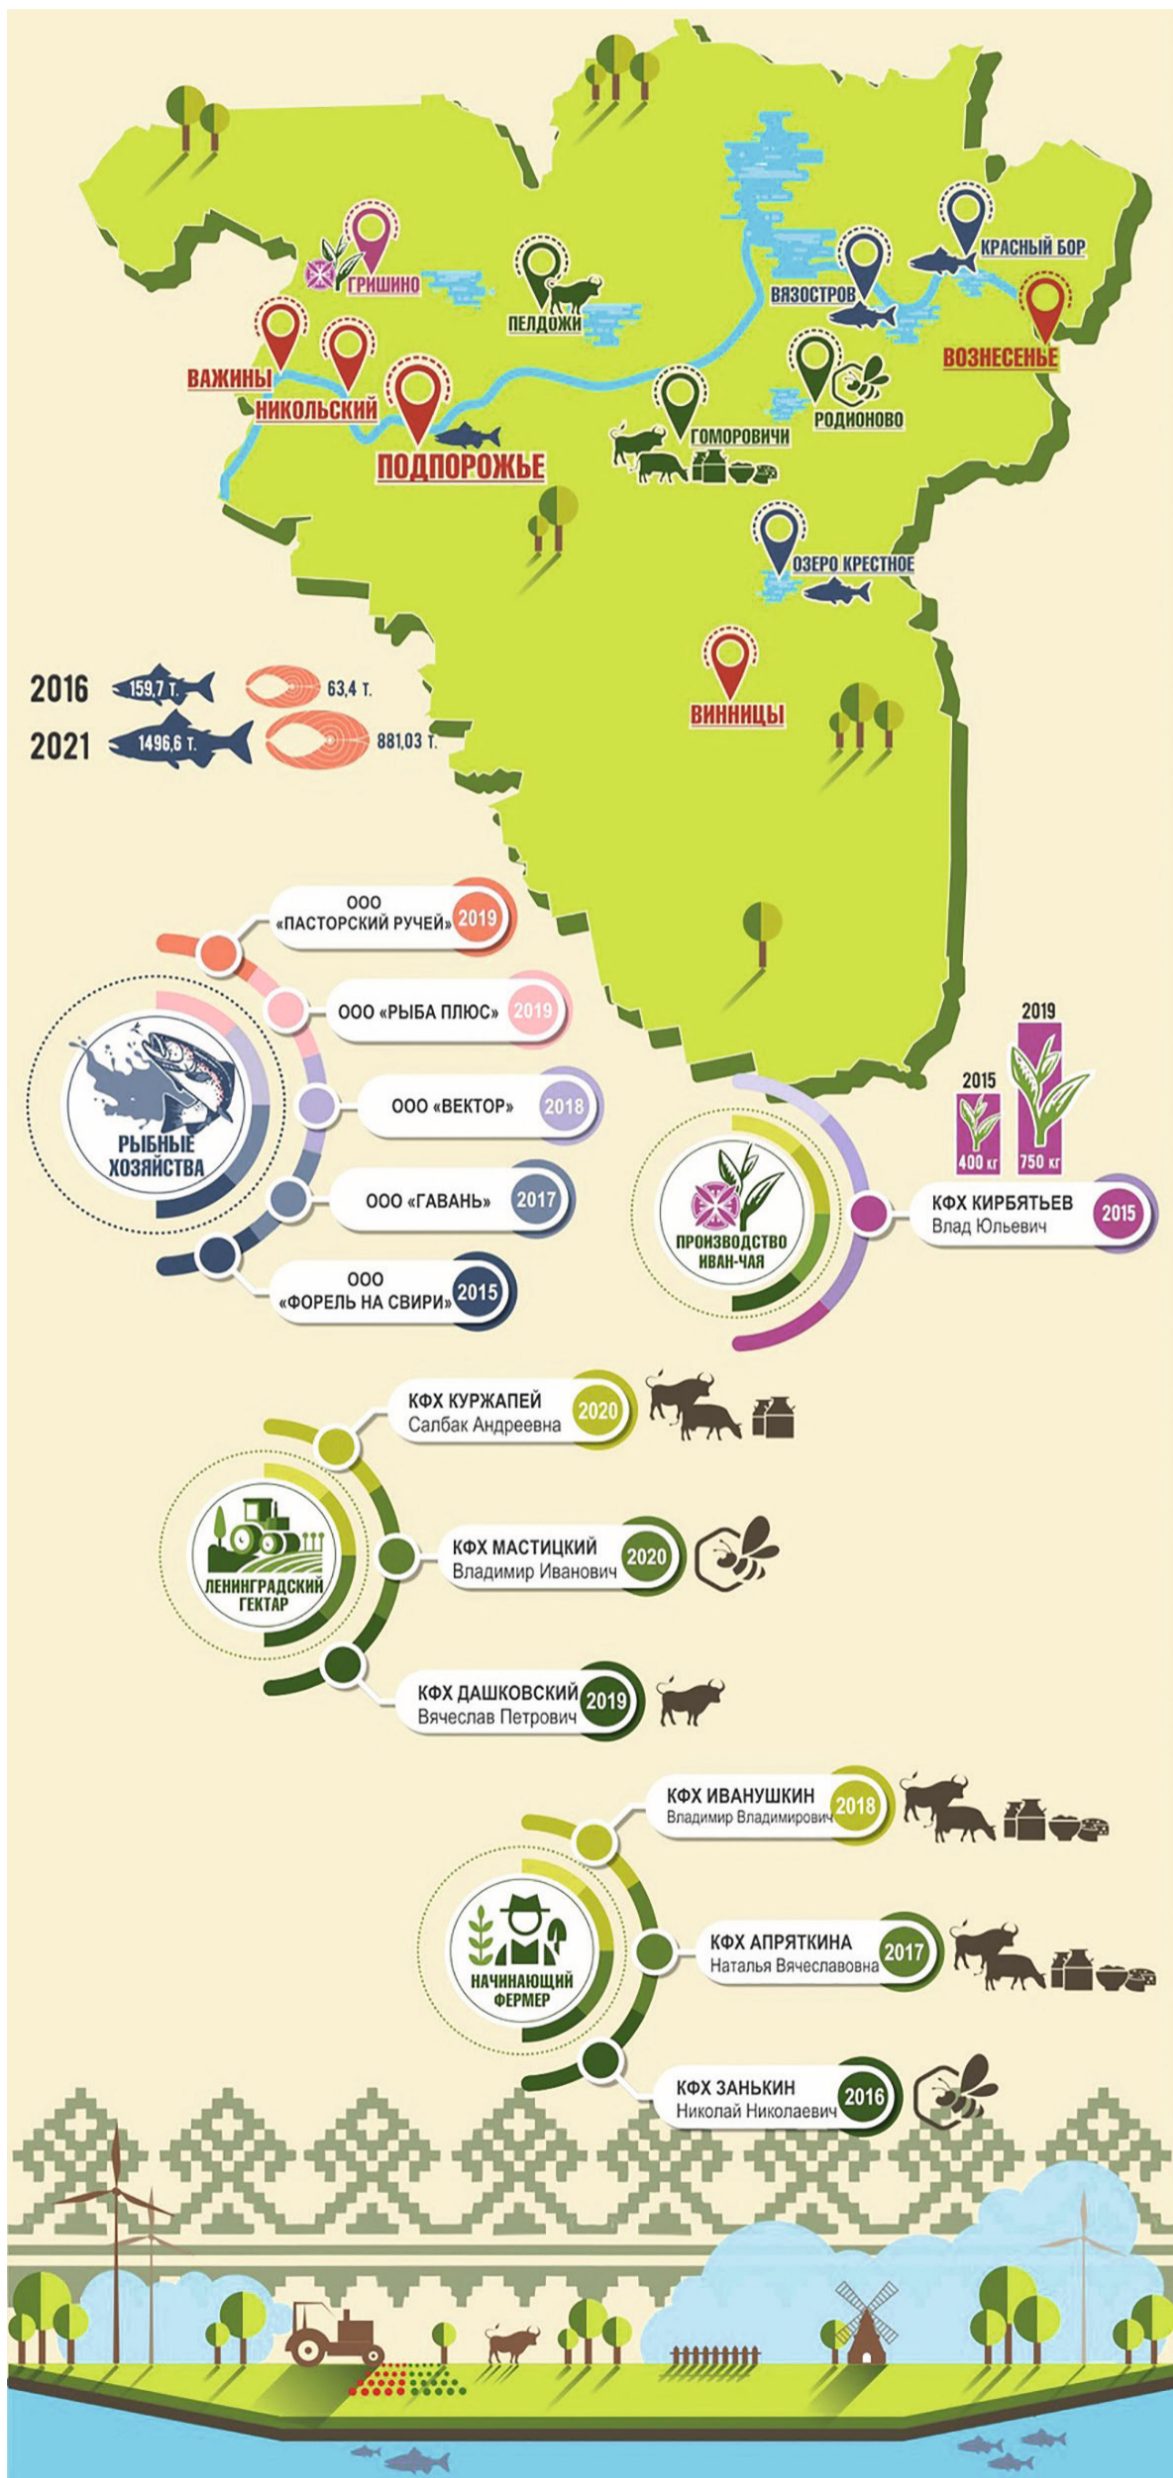 КРАСНЫЙ БОР
ГРИШИНО
ВЯЗОСТРОВ
ПЕЛДОЖИ
ВОЗНЕСЕНЬЕ
ВАЖИНЫ
НИКОЛЬСКИЙ
РОДИОНОВО
ГОМОРОВИЧИ
ПОДПОРОЖЬЕ
ОЗЕРО КРЕСТНОЕ
ВИННИЦЫ
2016 159,7 Т. 63,4 Т.
2021 1496,6 Т. 881,03 Т.
ООО
«ПАСТОРСКИЙ РУЧЕЙ» 2019
ООО «РЫБА ПЛЮС» 2019
ООО «ВЕКТОР» 2018
РЫБНЫЕ
ХОЗЯЙСТВА
ООО «ГАВАНЬ» 2017
ООО
«ФОРЕЛЬ НА СВИРИ» 2015
2019
2015
400 кг 750 кг
ПРОИЗВОДСТВО
ИВАН-ЧАЯ
КФХ КИРБЯТЬЕВ
Влад Юльевич 2015
КФХ КУРЖАПЕЙ
Салбак Андреевна 2020
КФХ МАСТИЦКИЙ
Владимир Иванович 2020
ЛЕНИНГРАДСКИЙ
ГЕКТАР
КФХ ДАШКОВСКИЙ
Вячеслав Петрович 2019
КФХ ИВАНУШКИН
Владимир Владимирович 2018
КФХ АПРЯТКИНА
Наталья Вячеславовна 2017
НАЧИНАЮЩИЙ
ФЕРМЕР
КФХ ЗАНЬКИН
Николай Николаевич 2016